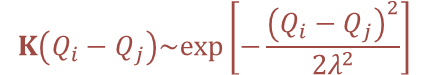 K(Q_i − Q_j)~exp[−(Q_i − Q_j)^2 / 2λ^2]